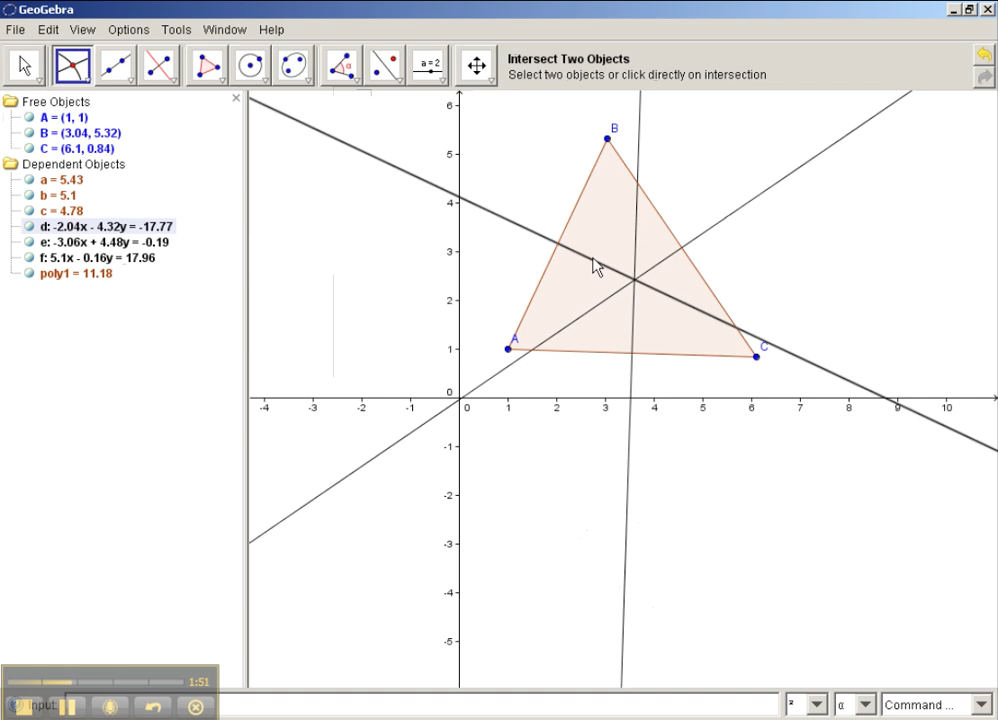 GeoGebra
File Edit View Options Tools Window Help
a = 2
α
Intersect Two Objects
Select two objects or click directly on intersection
Free Objects
A = (1, 1)
B = (3.04, 5.32)
C = (6.1, 0.84)
Dependent Objects
a = 5.43
b = 5.1
c = 4.78
d: -2.04x - 4.32y = -17.77
e: -3.06x + 4.48y = -0.19
f: 5.1x - 0.16y = 17.96
poly1 = 11.18
6
5
4
3
2
1
0
-1
-2
-3
-4
-5
-4 -3 -2 -1 0 1 2 3 4 5 6 7 8 9 10
B
A
C
1:51
Input:
² α Command ...